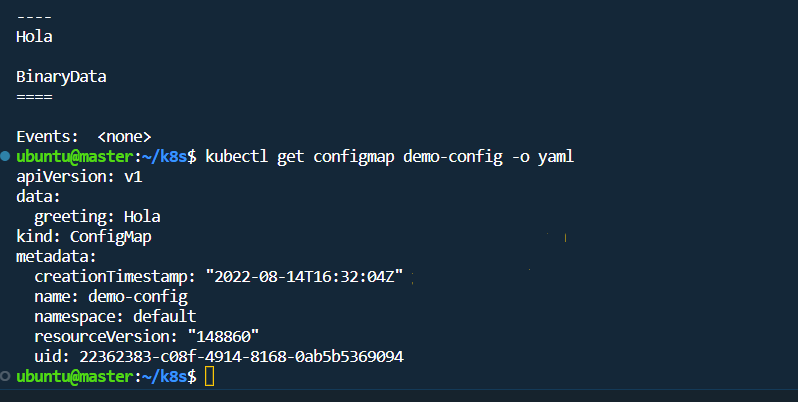 ----
Hola
BinaryData
====
Events:  <none>
ubuntu@master:~/k8s$ kubectl get configmap demo-config -o yaml
apiVersion: v1
data:
  greeting: Hola
kind: ConfigMap
metadata:
  creationTimestamp: "2022-08-14T16:32:04Z"
  name: demo-config
  namespace: default
  resourceVersion: "148860"
  uid: 22362383-c08f-4914-8168-0ab5b5369094
ubuntu@master:~/k8s$